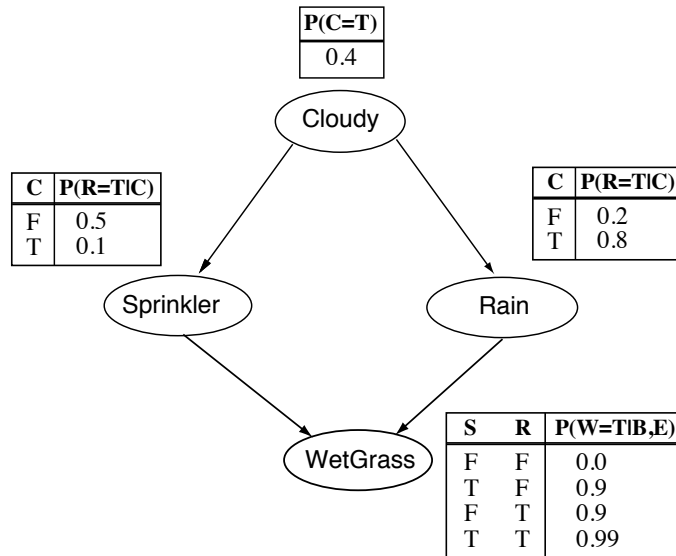 P(C=T)
0.4
Cloudy
C P(R=T|C)
F 0.5
T 0.1
C P(R=T|C)
F 0.2
T 0.8
Sprinkler
Rain
WetGrass
S R P(W=T|B,E)
F F 0.0
T F 0.9
F T 0.9
T T 0.99